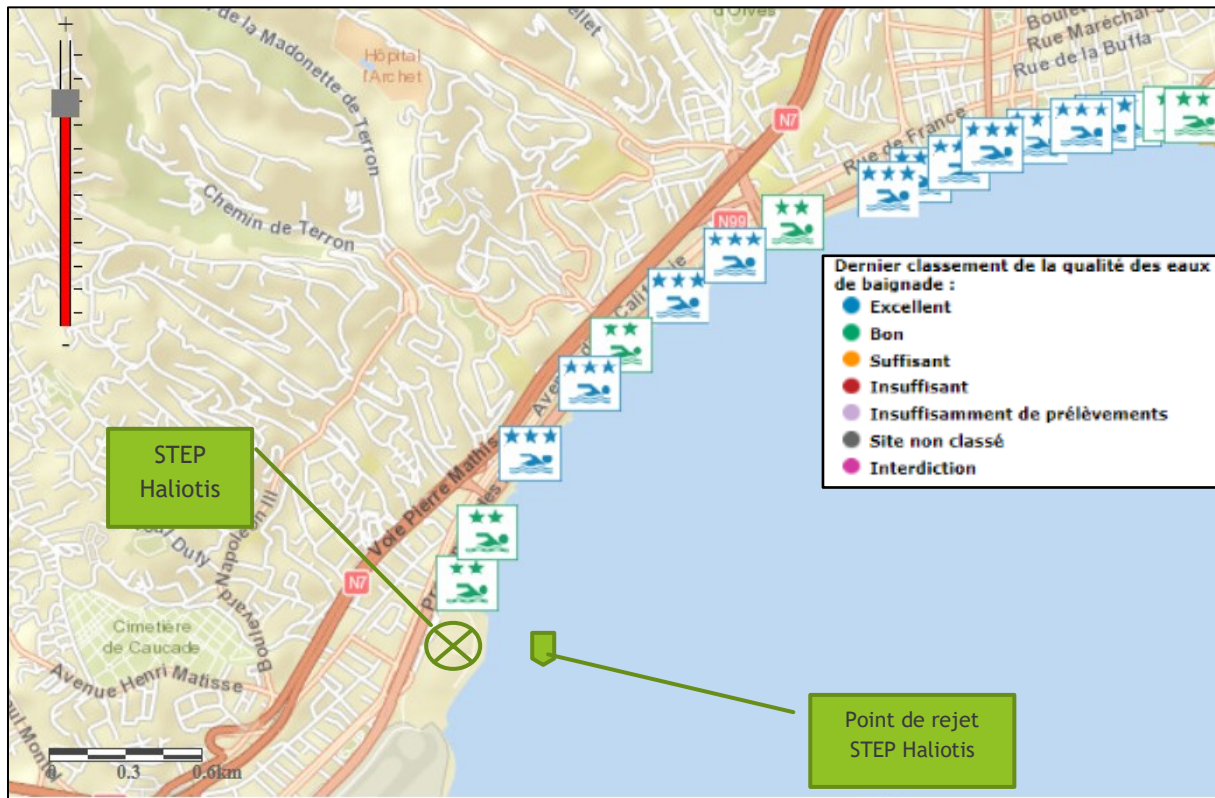 +
-
d'Olves
Boulev
Rue Maréchal
Rue de la Buffa
de la Madonette de Terron
Hôpital
l'Archet
N7
Rue de France
Chemin de Terron
N99
Dernier classement de la qualité des eaux
de baignade :
Excellent
Bon
Suffisant
Insuffisant
Insuffisamment de prélèvements
Site non classé
Interdiction
STEP
Haliotis
Voie Pierre Mathis
Boulevard Napoléon III
N7
Cimetière
de Caucade
Avenue Henri Matisse
Point de rejet
STEP Haliotis
0 0.3 0.6km